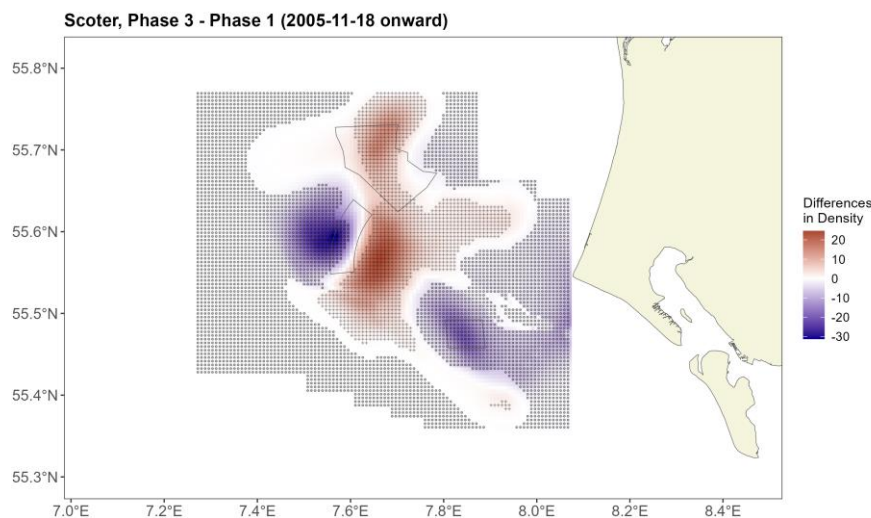 Scoter, Phase 3 - Phase 1 (2005-11-18 onward)
55.8°N
55.7°N
55.6°N
55.5°N
55.4°N
55.3°N
7.0°E 7.2°E 7.4°E 7.6°E 7.8°E 8.0°E 8.2°E 8.4°E
Differences
in Density
20
10
0
-10
-20
-30